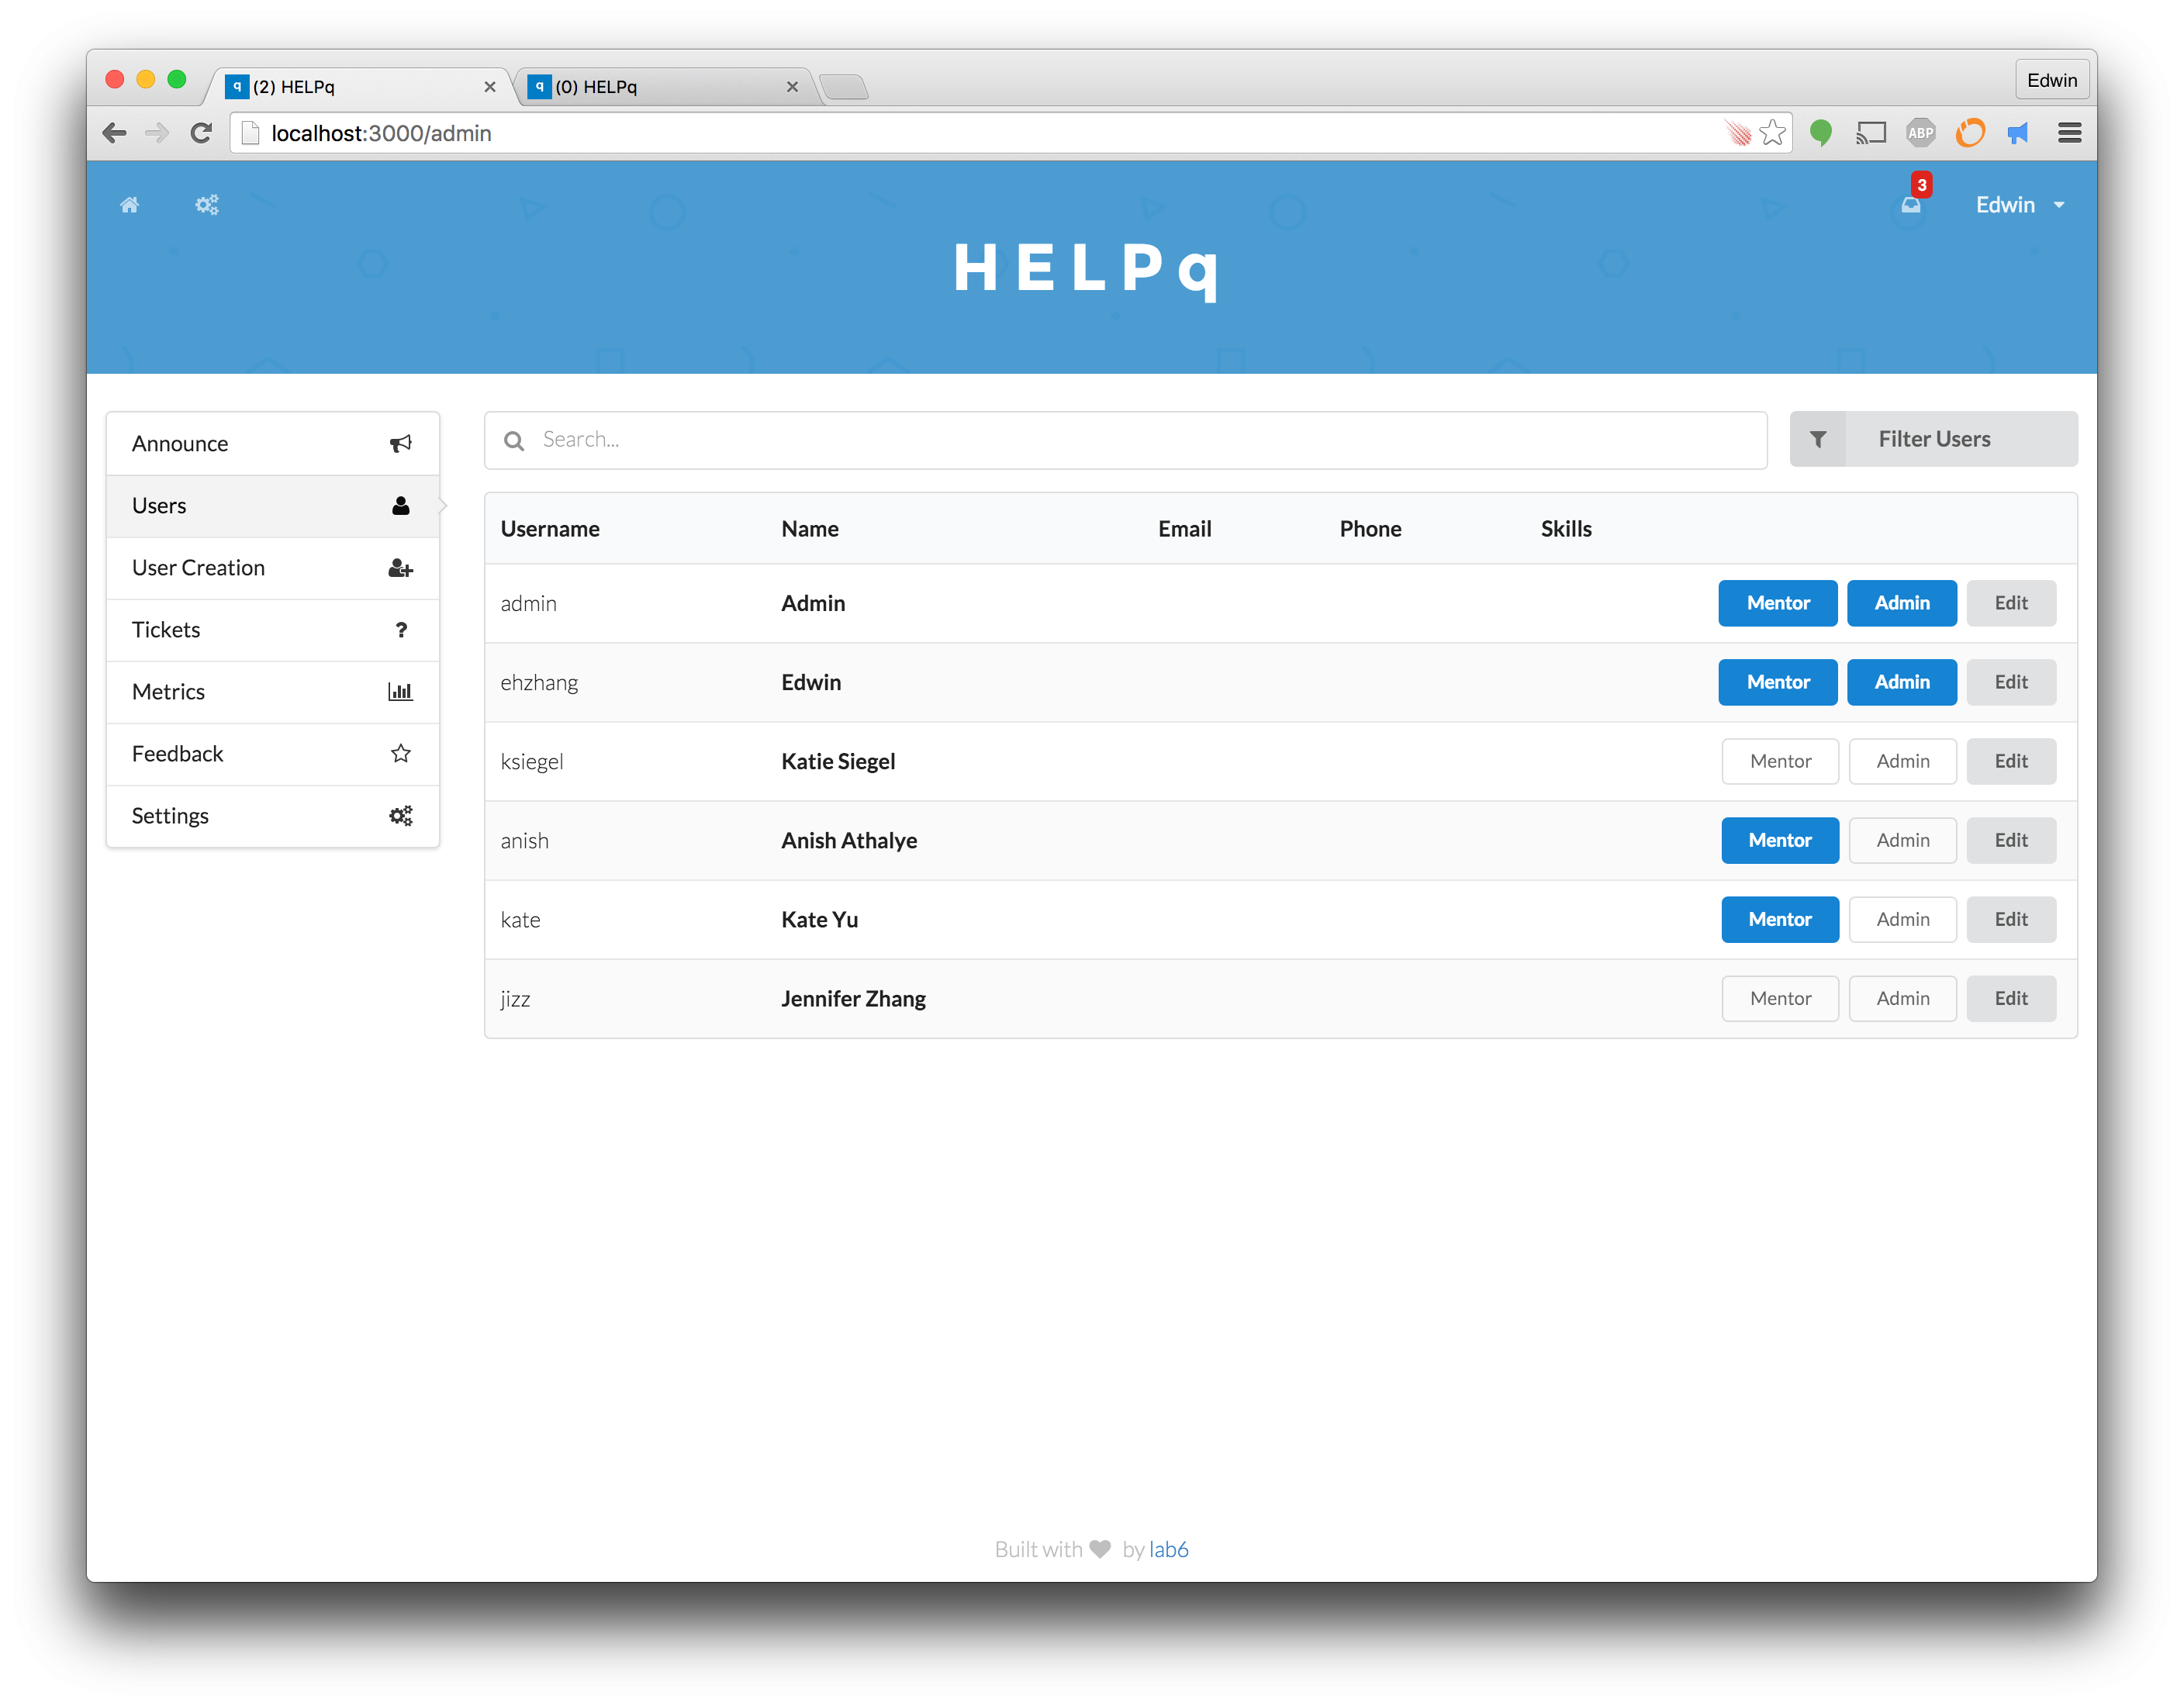 (2) HELPq
(0) HELPq
Edwin
localhost:3000/admin
ABP
3
Edwin
HELPq
Announce
Users
User Creation
Tickets
?
Metrics
Feedback
Settings
Search...
Filter Users
Username Name Email Phone Skills
admin Admin Mentor Admin Edit
ehzhang Edwin Mentor Admin Edit
ksiegel Katie Siegel Mentor Admin Edit
anish Anish Athalye Mentor Admin Edit
kate Kate Yu Mentor Admin Edit
jizz Jennifer Zhang Mentor Admin Edit
Built with ♥ by lab6